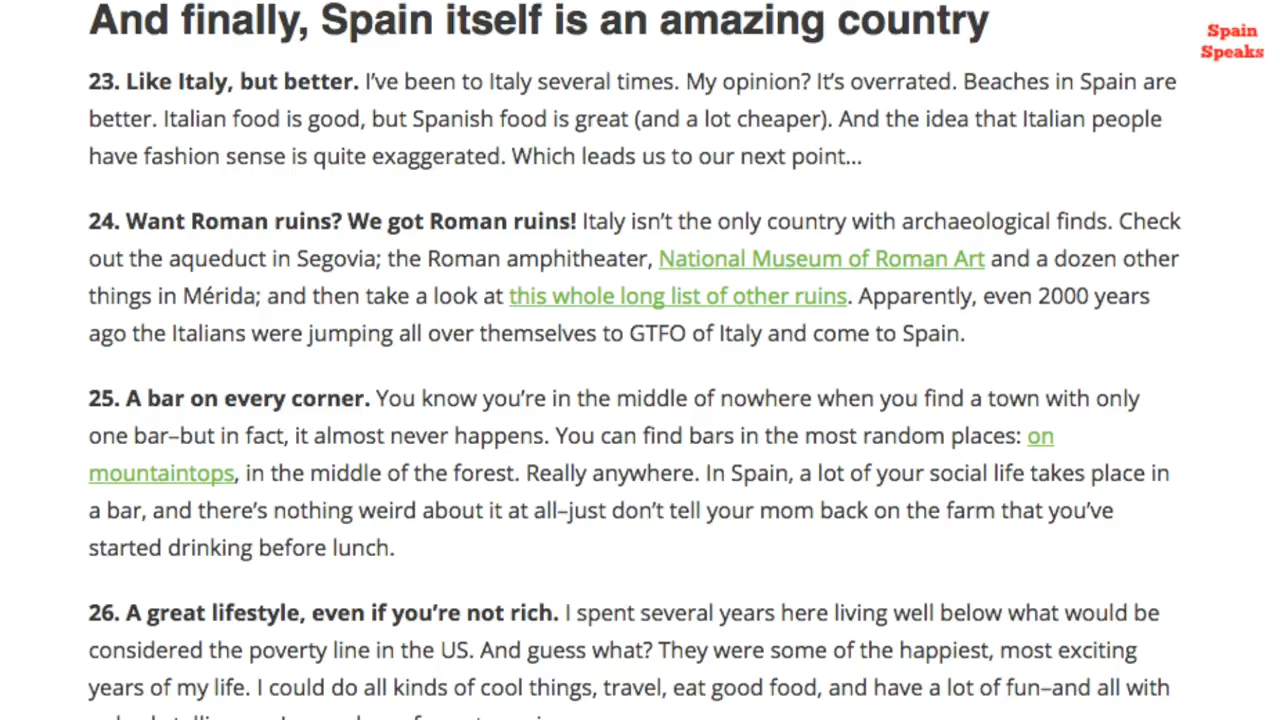 And finally, Spain itself is an amazing country
Spain
Speaks
23. Like Italy, but better. I’ve been to Italy several times. My opinion? It’s overrated. Beaches in Spain are
better. Italian food is good, but Spanish food is great (and a lot cheaper). And the idea that Italian people
have fashion sense is quite exaggerated. Which leads us to our next point…
24. Want Roman ruins? We got Roman ruins! Italy isn’t the only country with archaeological finds. Check
out the aqueduct in Segovia; the Roman amphitheater, National Museum of Roman Art and a dozen other
things in Mérida; and then take a look at this whole long list of other ruins. Apparently, even 2000 years
ago the Italians were jumping all over themselves to GTFO of Italy and come to Spain.
25. A bar on every corner. You know you’re in the middle of nowhere when you find a town with only
one bar–but in fact, it almost never happens. You can find bars in the most random places: on
mountaintops, in the middle of the forest. Really anywhere. In Spain, a lot of your social life takes place in
a bar, and there’s nothing weird about it at all–just don’t tell your mom back on the farm that you’ve
started drinking before lunch.
26. A great lifestyle, even if you’re not rich. I spent several years here living well below what would be
considered the poverty line in the US. And guess what? They were some of the happiest, most exciting
years of my life. I could do all kinds of cool things, travel, eat good food, and have a lot of fun–and all with